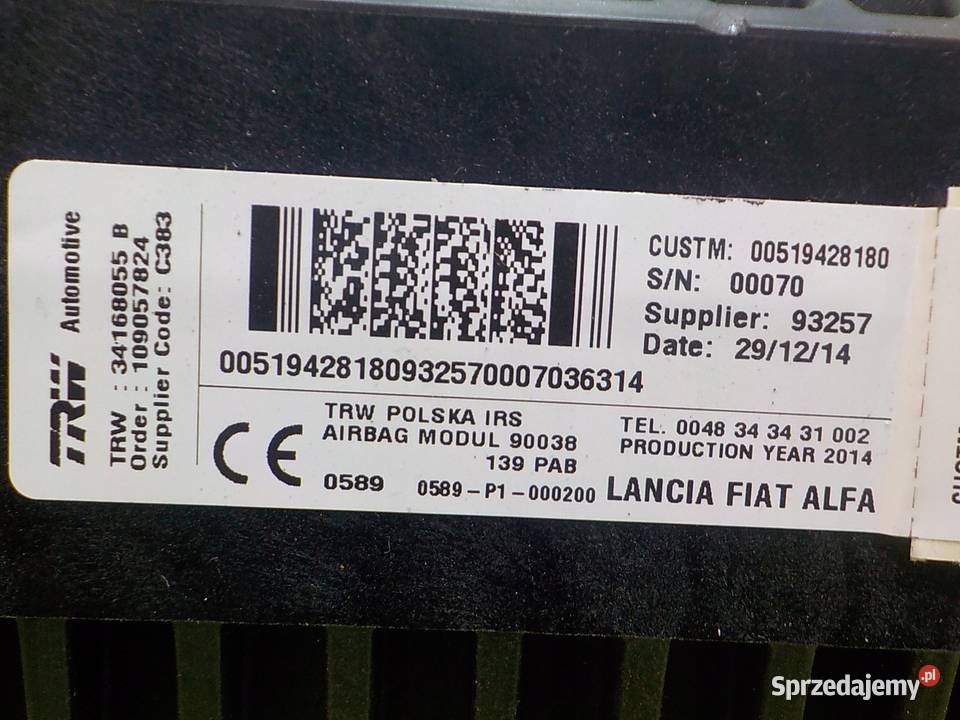 TRW Automotive
TRW : 34168055 B
Order : 109057824
Supplier Code: C383
CUSTM: 00519428180
S/N: 00070
Supplier: 93257
Date: 29/12/14
00519428180932570007036314
TRW POLSKA IRS
AIRBAG MODUL 90038
139 PAB
0589-P1-000200
CE
0589
TEL. 0048 34 34 31 002
PRODUCTION YEAR 2014
LANCIA FIAT ALFA
Sprzedajemy.pl